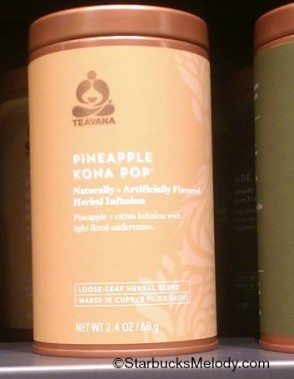 TEAVANA
PINEAPPLE
KONA POP
Naturally + Artificially Flavored
Herbal Infusion
Pineapple + citrus infusion with
light floral undertones.
LOOSE-LEAF HERBAL BLEND
MAKES 15 CUPS (8 FL OZ EACH)
NET WT 2.4 OZ / 68 g
©StarbucksMelody.com